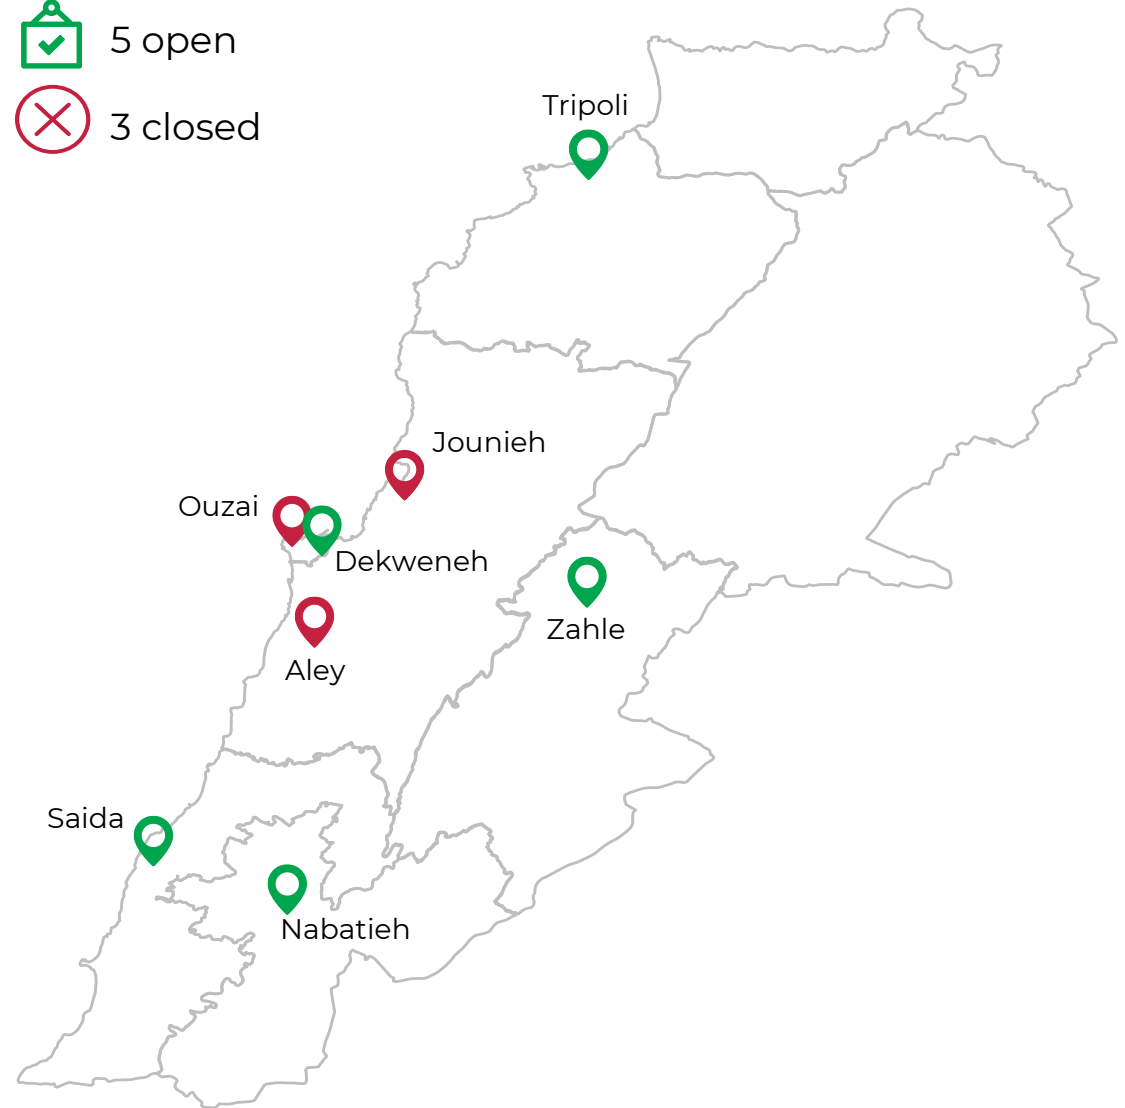 5 open
3 closed
Tripoli
Jounieh
Ouzai
Dekweneh
Zahle
Aley
Saida
Nabatieh